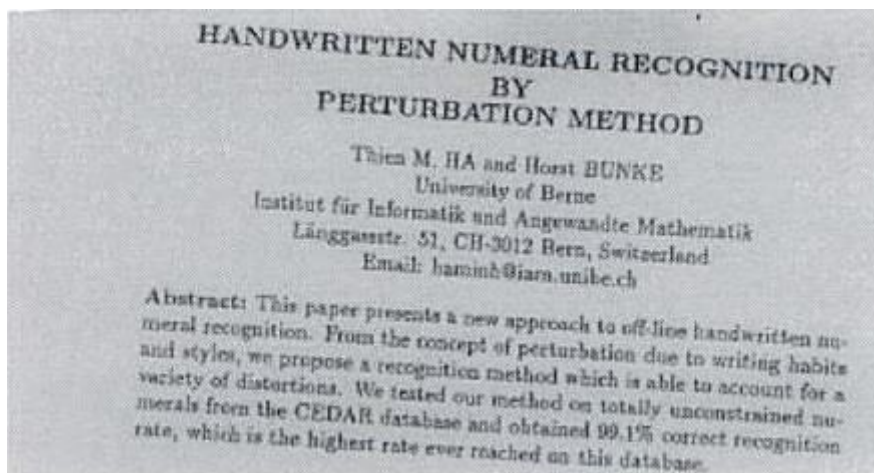 HANDWRITTEN NUMERAL RECOGNITION
BY
PERTURBATION METHOD
Thien M. HA and Horst BUNKE
University of Berne
Institut für Informatik und Angewandte Mathematik
Länggassstr. 51, CH-3012 Bern, Switzerland
Email: haminh@iam.unibe.ch
Abstract: This paper presents a new approach to off-line handwritten nu-
meral recognition. From the concept of perturbation due to writing habits
and styles, we propose a recognition method which is able to account for a
variety of distortions. We tested our method on totally unconstrained nu-
merals from the CEDAR database and obtained 99.1% correct recognition
rate, which is the highest rate ever reached on this database.